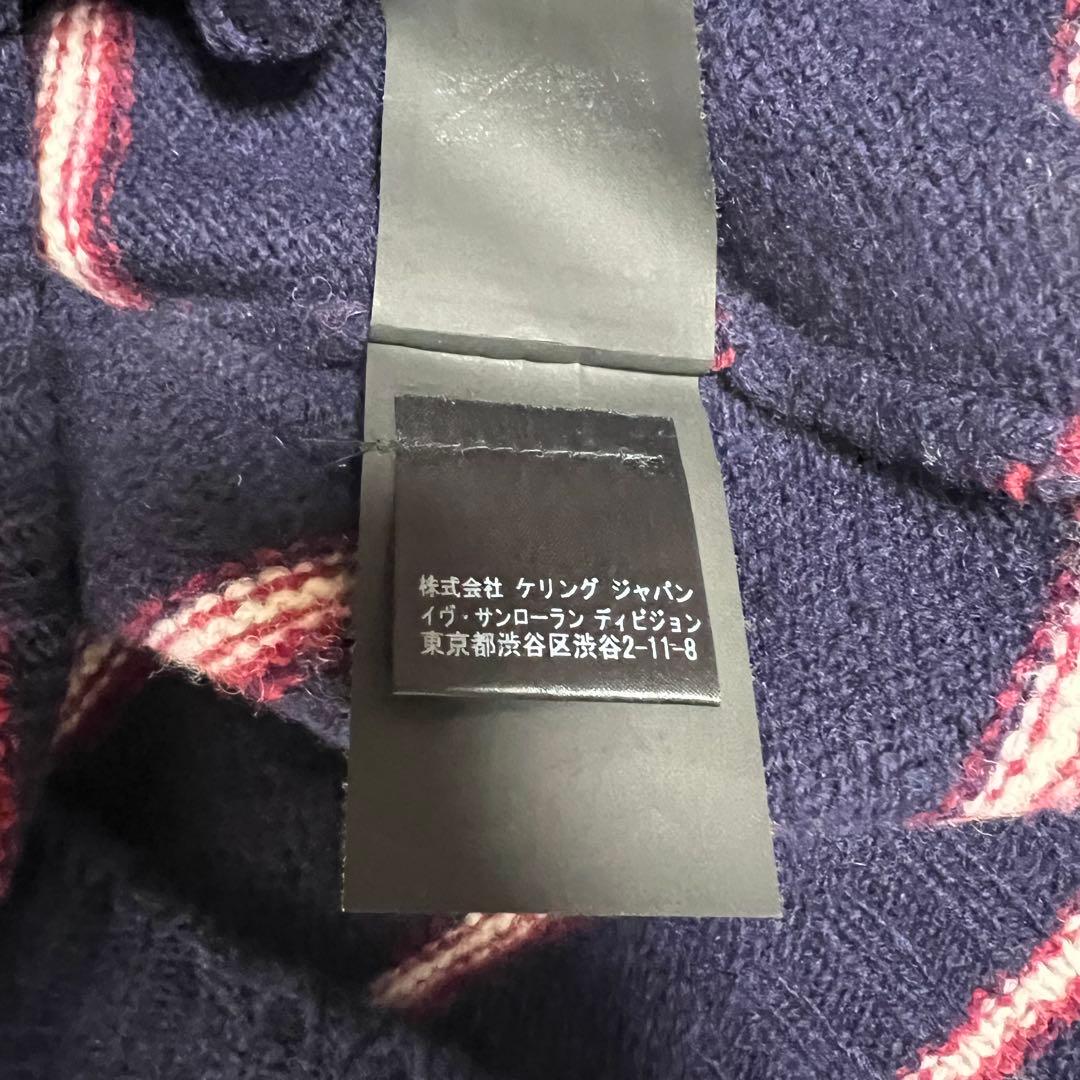 株式会社 ケリング ジャパン
イヴ・サンローラン ディビジョン
東京都渋谷区渋谷2-11-8